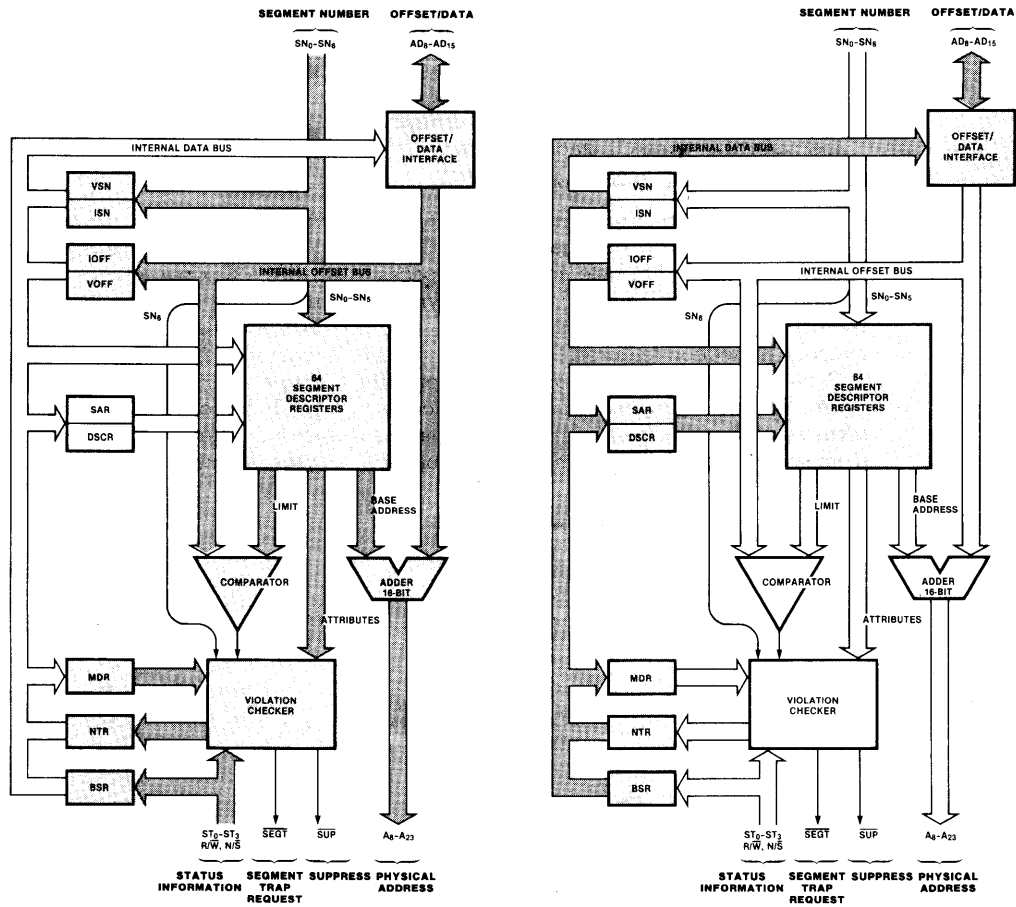 SEGMENT NUMBER OFFSET/DATA
SN₀-SN₆ AD₈-AD₁₅
OFFSET/
DATA
INTERFACE
INTERNAL DATA BUS
VSN
ISN
IOFF
VOFF
INTERNAL OFFSET BUS
SN₆
SN₀-SN₅
64
SEGMENT
DESCRIPTOR
REGISTERS
SAR
DSCR
LIMIT
BASE
ADDRESS
COMPARATOR
ADDER
16-BIT
ATTRIBUTES
MDR
VIOLATION
CHECKER
NTR
BSR
ST₀-ST₃
R/W̅, N/S̅
S̅E̅G̅T̅
S̅U̅P̅
A₈-A₂₃
STATUS
INFORMATION
SEGMENT
TRAP
REQUEST
SUPPRESS
PHYSICAL
ADDRESS
SEGMENT NUMBER OFFSET/DATA
SN₀-SN₆ AD₈-AD₁₅
OFFSET/
DATA
INTERFACE
INTERNAL DATA BUS
VSN
ISN
IOFF
VOFF
INTERNAL OFFSET BUS
SN₆
SN₀-SN₅
64
SEGMENT
DESCRIPTOR
REGISTERS
SAR
DSCR
LIMIT
BASE
ADDRESS
COMPARATOR
ADDER
16-BIT
ATTRIBUTES
MDR
VIOLATION
CHECKER
NTR
BSR
ST₀-ST₃
R/W̅, N/S̅
S̅E̅G̅T̅
S̅U̅P̅
A₈-A₂₃
STATUS
INFORMATION
SEGMENT
TRAP
REQUEST
SUPPRESS
PHYSICAL
ADDRESS